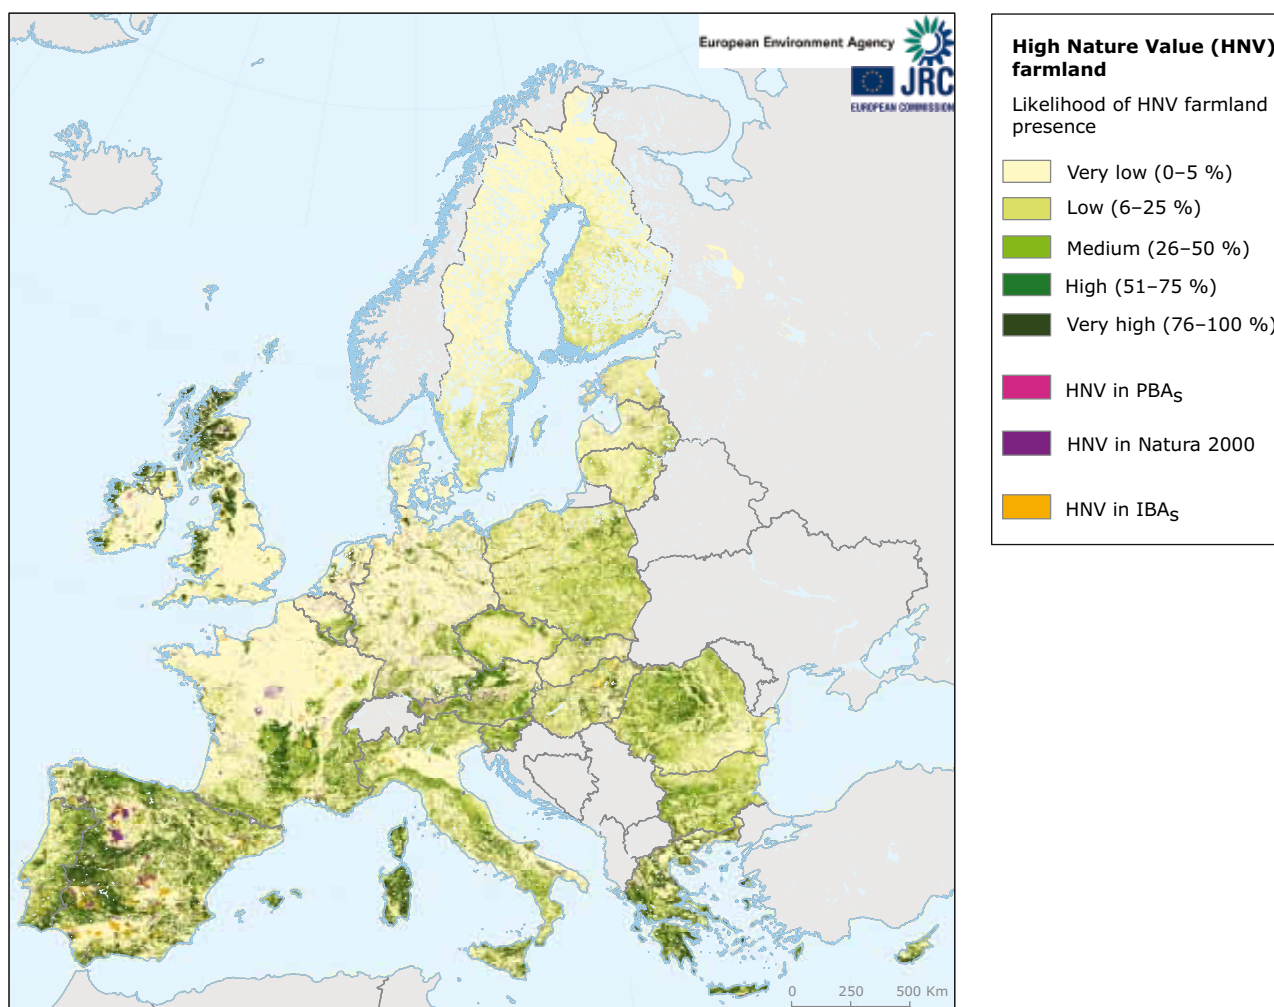 European Environment Agency
JRC
EUROPEAN COMMISSION
0 250 500 Km
High Nature Value (HNV)
farmland
Likelihood of HNV farmland
presence
Very low (0–5 %)
Low (6–25 %)
Medium (26–50 %)
High (51–75 %)
Very high (76–100 %)
HNV in PBAs
HNV in Natura 2000
HNV in IBAs